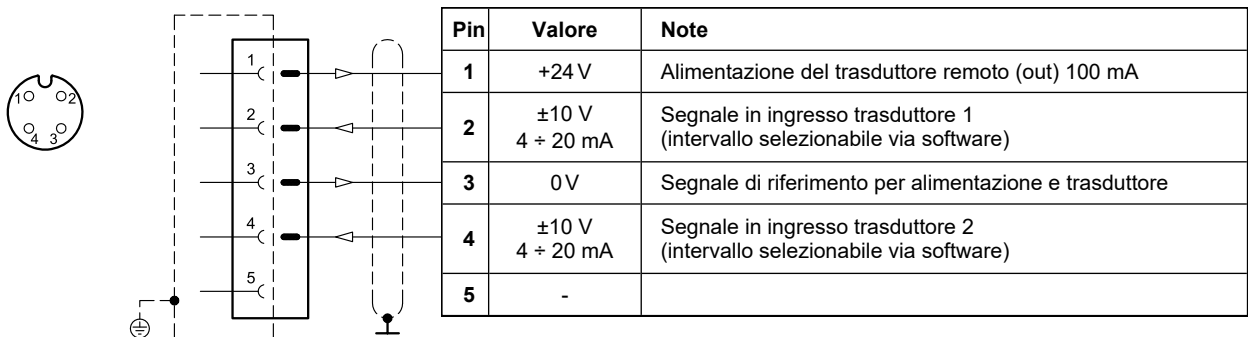 1 2
4 3
1
2
3
4
5
Pin Valore Note
1 +24 V Alimentazione del trasduttore remoto (out) 100 mA
2 ±10 V
4 ÷ 20 mA Segnale in ingresso trasduttore 1
(intervallo selezionabile via software)
3 0 V Segnale di riferimento per alimentazione e trasduttore
4 ±10 V
4 ÷ 20 mA Segnale in ingresso trasduttore 2
(intervallo selezionabile via software)
5 -